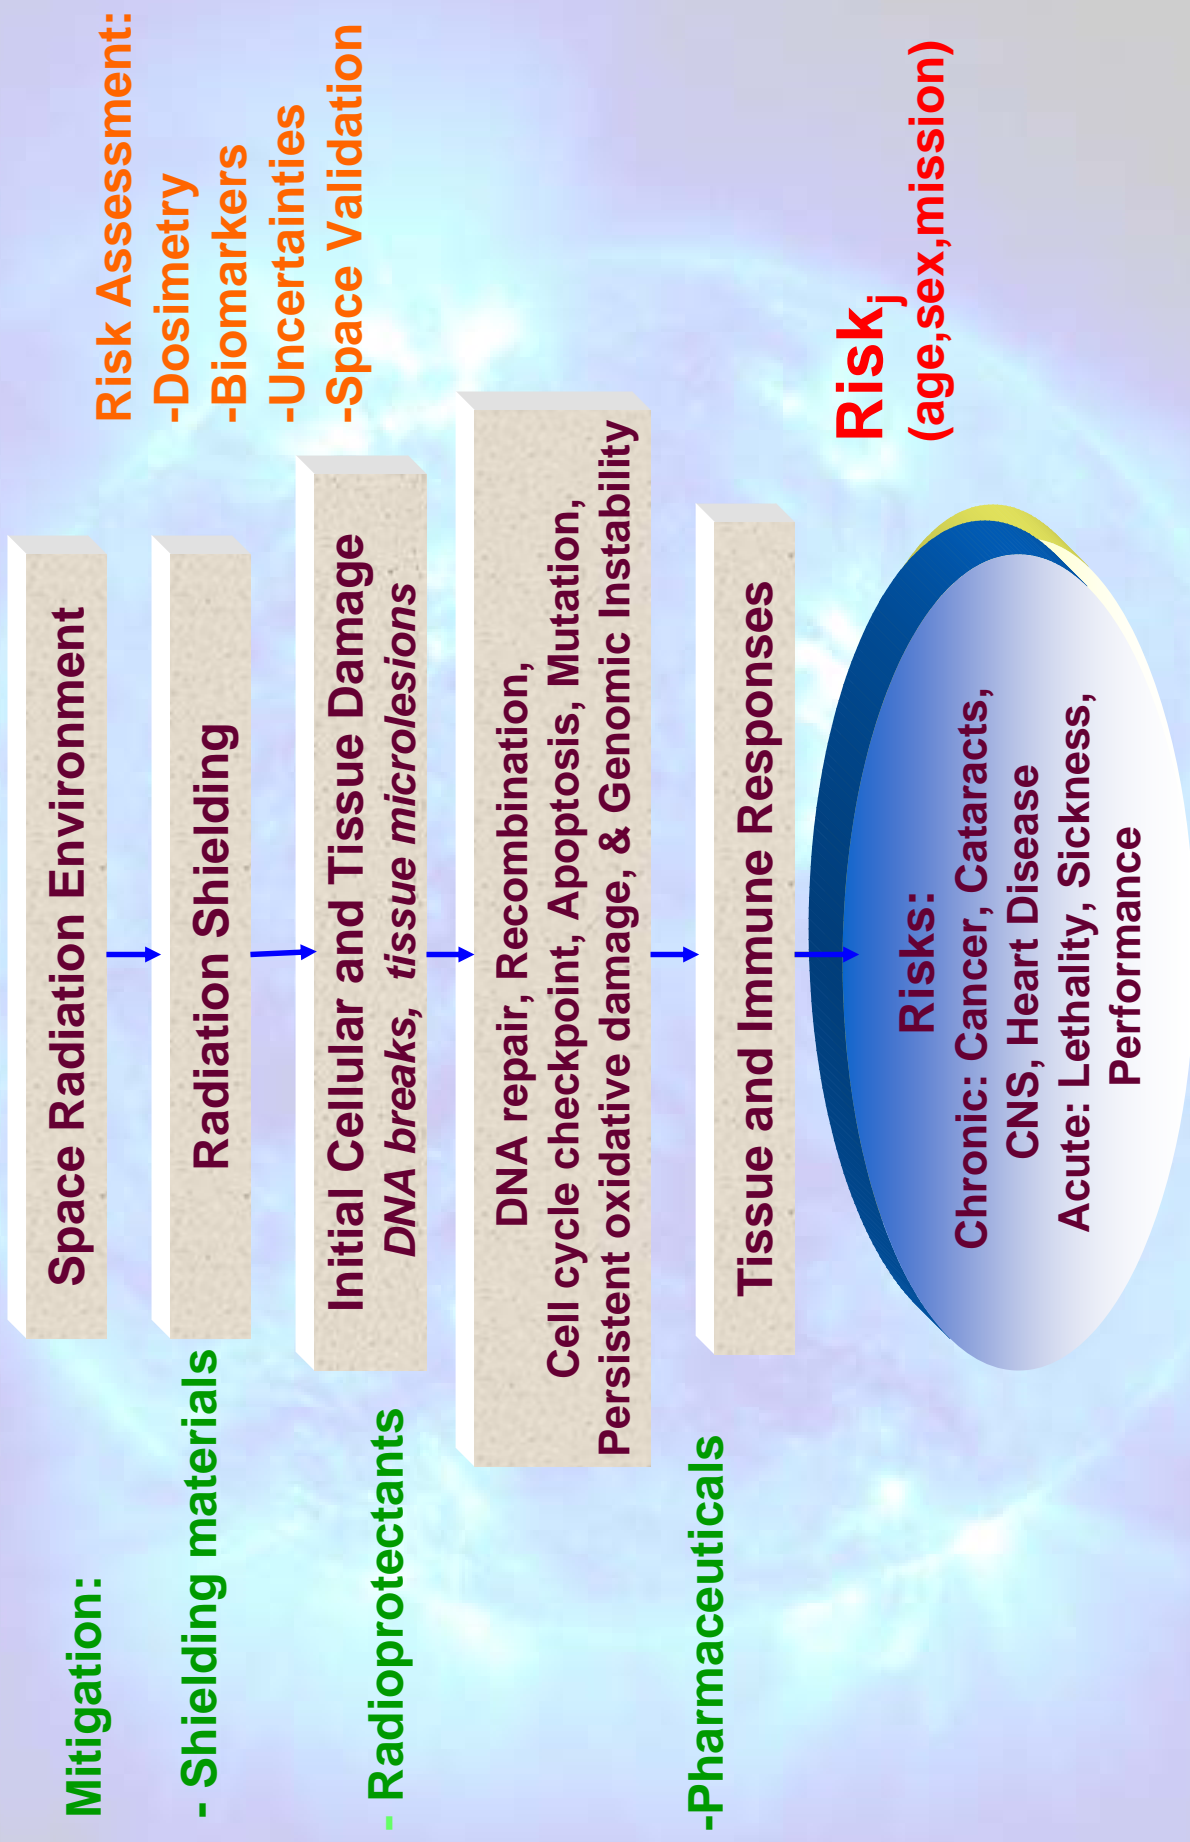 Mitigation:
- Shielding materials
- Radioprotectants
-Pharmaceuticals
Space Radiation Environment
Radiation Shielding
Initial Cellular and Tissue Damage
DNA breaks, tissue microlesions
DNA repair, Recombination,
Cell cycle checkpoint, Apoptosis, Mutation,
Persistent oxidative damage, & Genomic Instability
Tissue and Immune Responses
Risks:
Chronic: Cancer, Cataracts,
CNS, Heart Disease
Acute: Lethality, Sickness,
Performance
Risk Assessment:
-Dosimetry
-Biomarkers
-Uncertainties
-Space Validation
Riskj
(age,sex,mission)